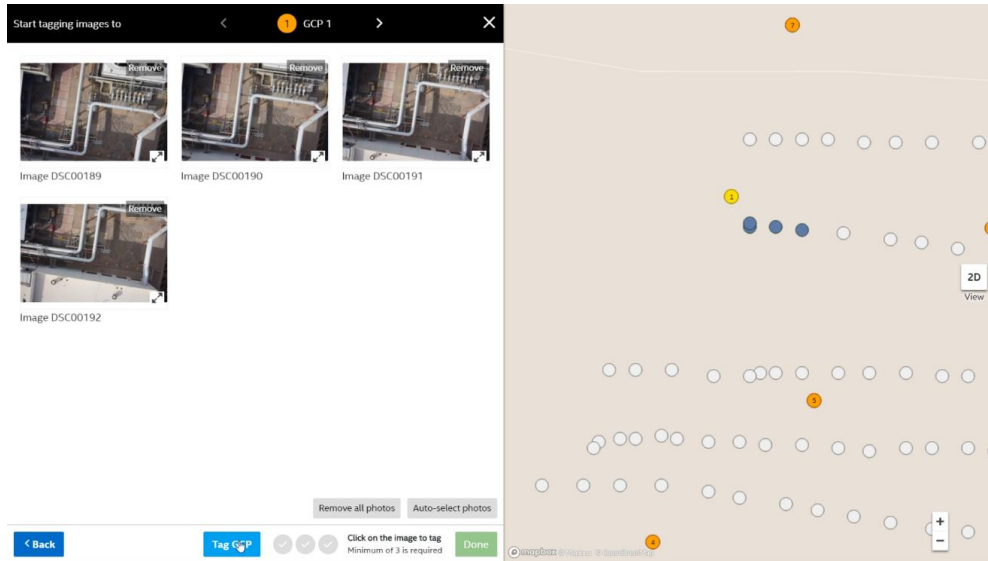 Start tagging images to
1 GCP 1
Remove Remove Remove
Image DSC00189 Image DSC00190 Image DSC00191
Remove
Image DSC00192
Remove all photos Auto-select photos
Back
Tag GCP
Click on the image to tag
Minimum of 3 is required
Done
7
1
2D
View
5
4
+
−
mapbox © Mapbox © OpenStreetMap